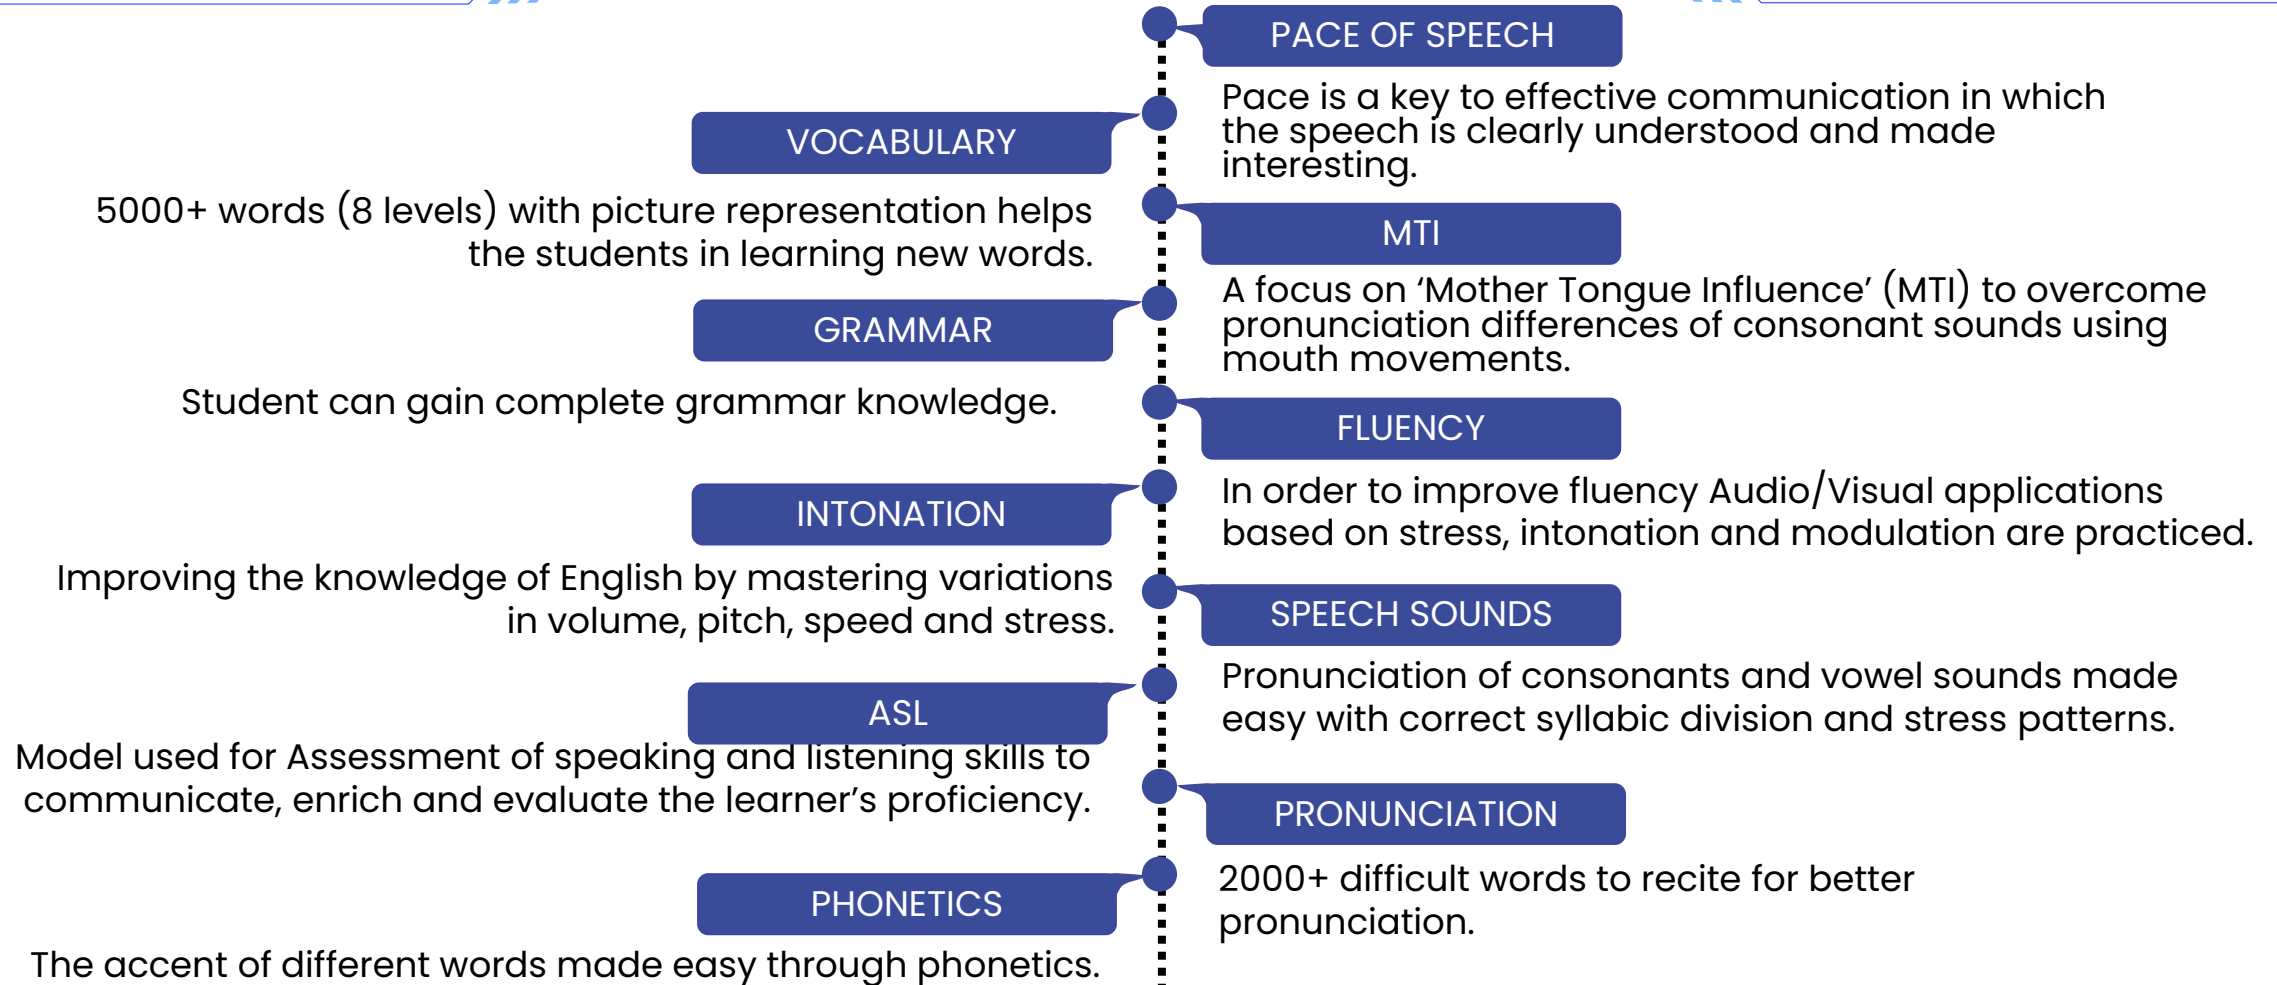 PACE OF SPEECH
Pace is a key to effective communication in which
the speech is clearly understood and made
interesting.
VOCABULARY
5000+ words (8 levels) with picture representation helps
the students in learning new words.
MTI
A focus on ‘Mother Tongue Influence’ (MTI) to overcome
pronunciation differences of consonant sounds using
mouth movements.
GRAMMAR
Student can gain complete grammar knowledge.
FLUENCY
In order to improve fluency Audio/Visual applications
based on stress, intonation and modulation are practiced.
INTONATION
Improving the knowledge of English by mastering variations
in volume, pitch, speed and stress.
SPEECH SOUNDS
Pronunciation of consonants and vowel sounds made
easy with correct syllabic division and stress patterns.
ASL
Model used for Assessment of speaking and listening skills to
communicate, enrich and evaluate the learner’s proficiency.
PRONUNCIATION
2000+ difficult words to recite for better
pronunciation.
PHONETICS
The accent of different words made easy through phonetics.